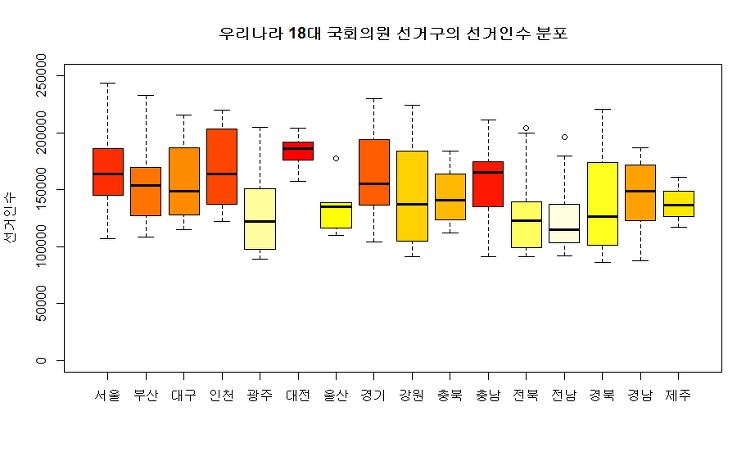 우리나라 18대 국회의원 선거구의 선거인수 분포
선거인수
250000
200000
150000
100000
50000
0
서울 부산 대구 인천 광주 대전 울산 경기 강원 충북 충남 전북 전남 경북 경남 제주